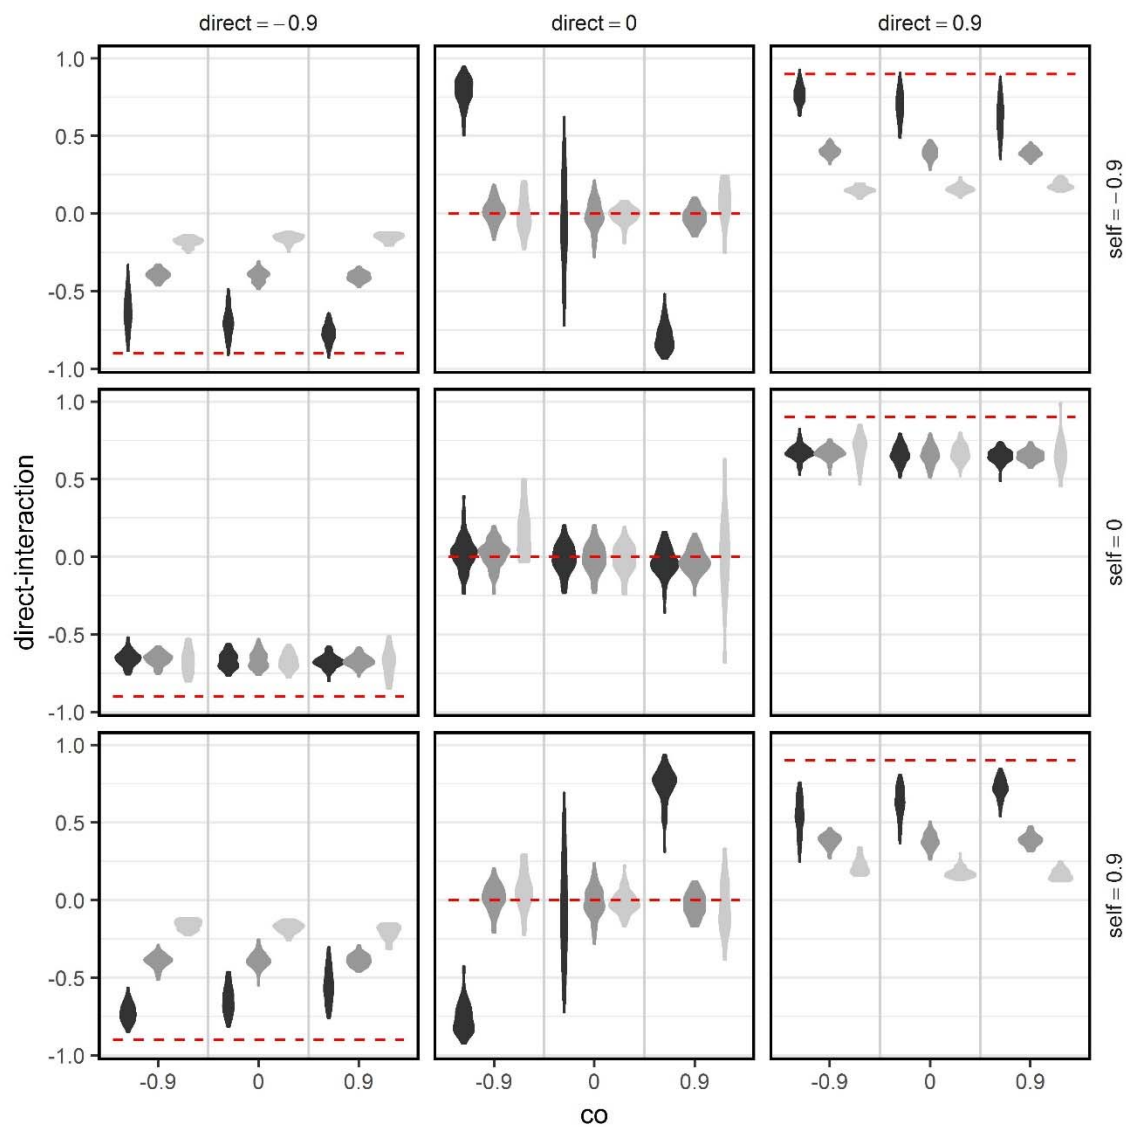 direct = −0.9 direct = 0 direct = 0.9
1.0
0.5
0.0
-0.5
-1.0
self = −0.9
1.0
0.5
0.0
-0.5
-1.0
self = 0
1.0
0.5
0.0
-0.5
-1.0
self = 0.9
direct-interaction
-0.9 0 0.9 -0.9 0 0.9 -0.9 0 0.9
co